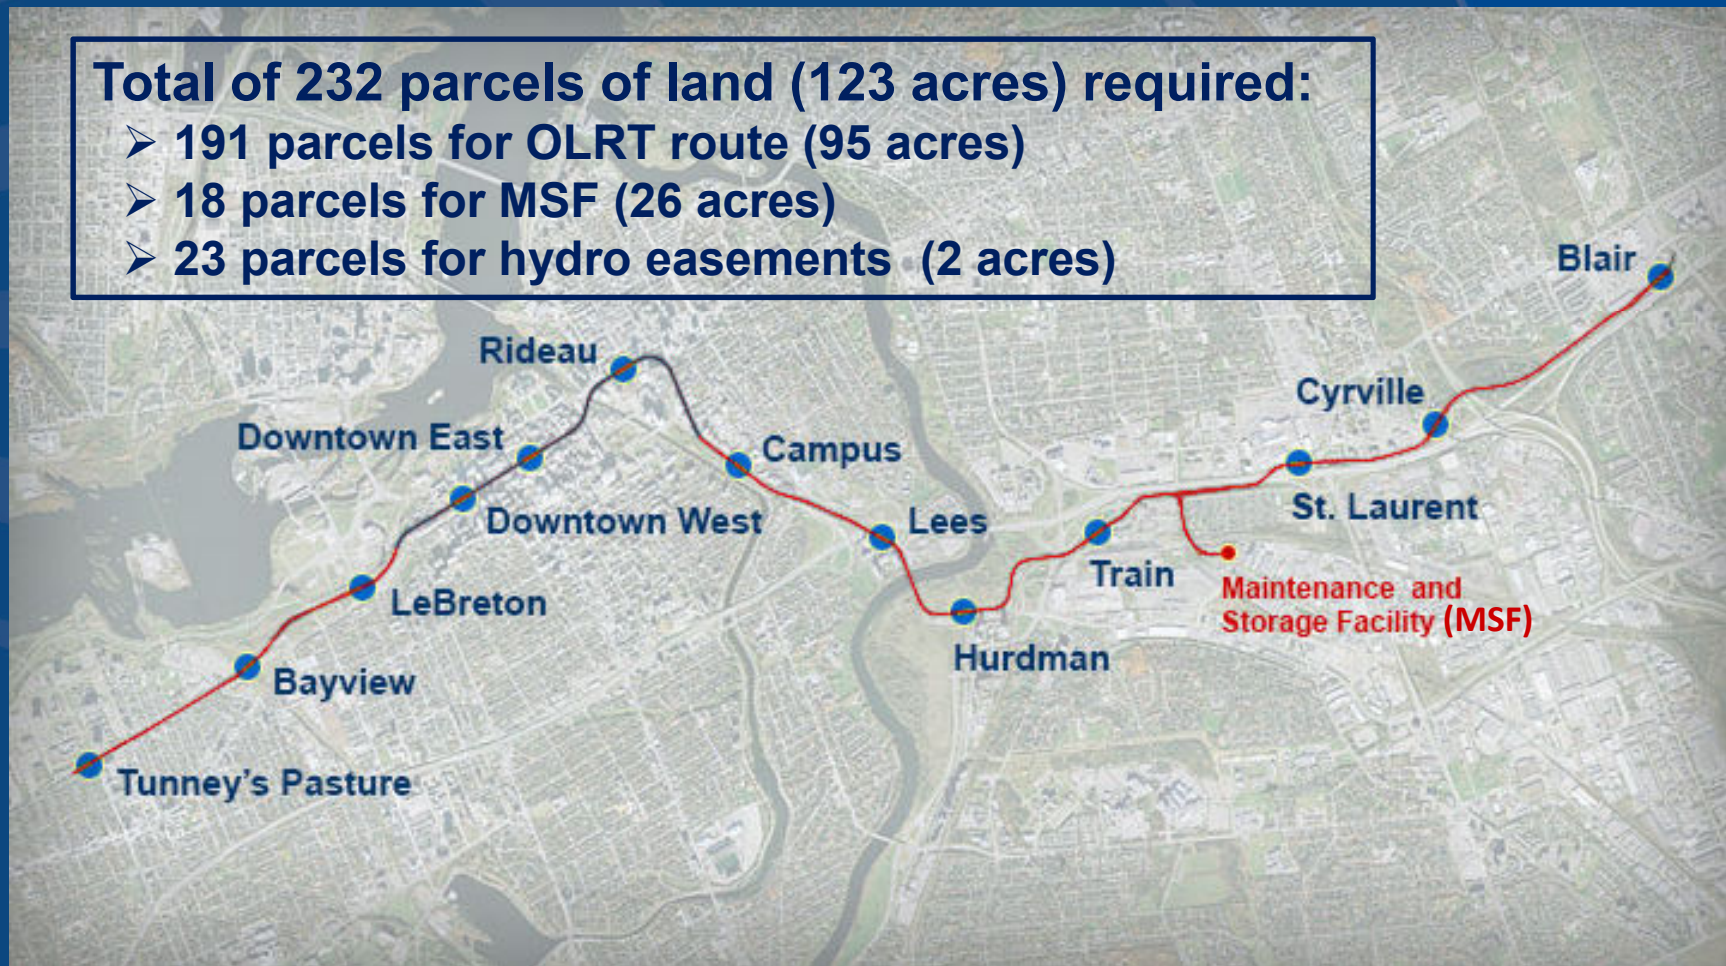 Total of 232 parcels of land (123 acres) required:
➢ 191 parcels for OLRT route (95 acres)
➢ 18 parcels for MSF (26 acres)
➢ 23 parcels for hydro easements (2 acres)
Blair
Rideau
Cyrville
Downtown East
Campus
St. Laurent
Downtown West
Lees
Train
Maintenance and
Storage Facility (MSF)
LeBreton
Hurdman
Bayview
Tunney's Pasture